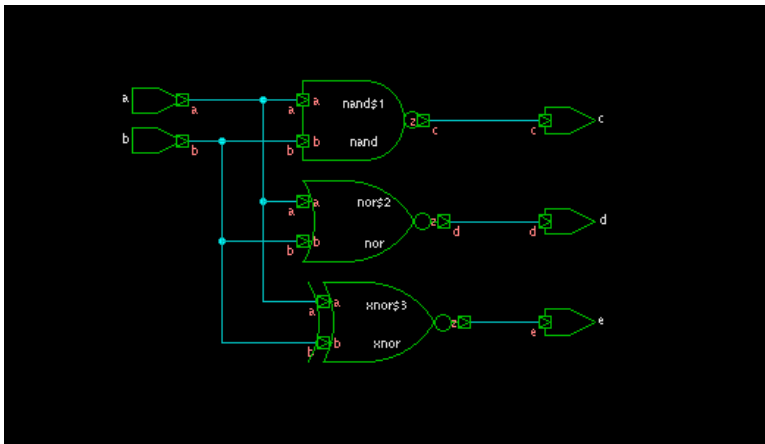 a a a a nand$1
z c c c
b b b b nand
a a nor$2
z d d d
b b nor
a a xnor$3
z e e
b b xnor